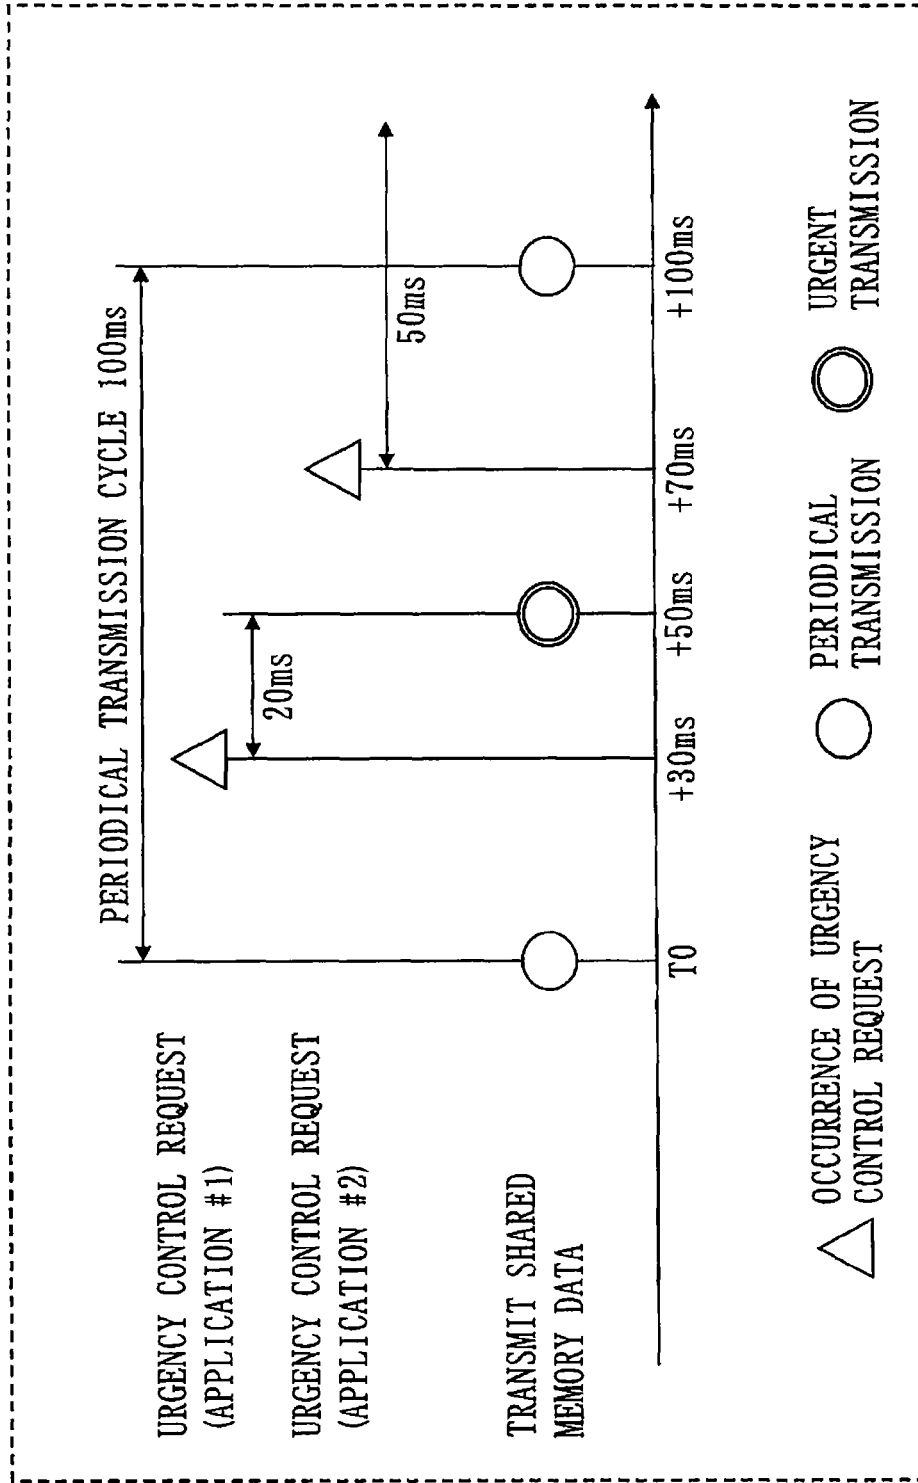 PERIODICAL TRANSMISSION CYCLE 100ms
URGENCY CONTROL REQUEST
(APPLICATION #1)
20ms
URGENCY CONTROL REQUEST
(APPLICATION #2)
50ms
TRANSMIT SHARED
MEMORY DATA
T0
+30ms
+50ms
+70ms
+100ms
OCCURRENCE OF URGENCY
CONTROL REQUEST
PERIODICAL
TRANSMISSION
URGENT
TRANSMISSION